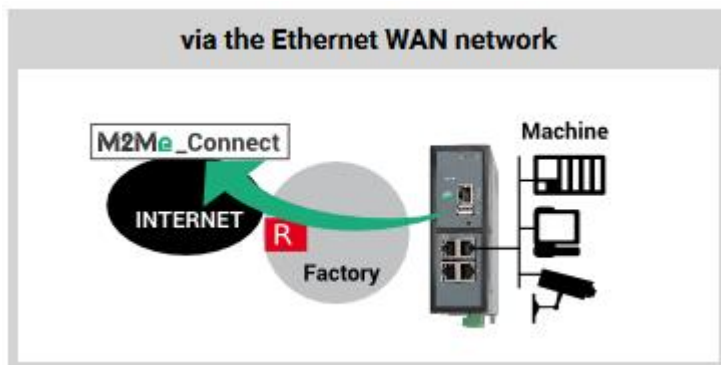 via the Ethernet WAN network
M2Me_Connect
Machine
INTERNET
R
Factory